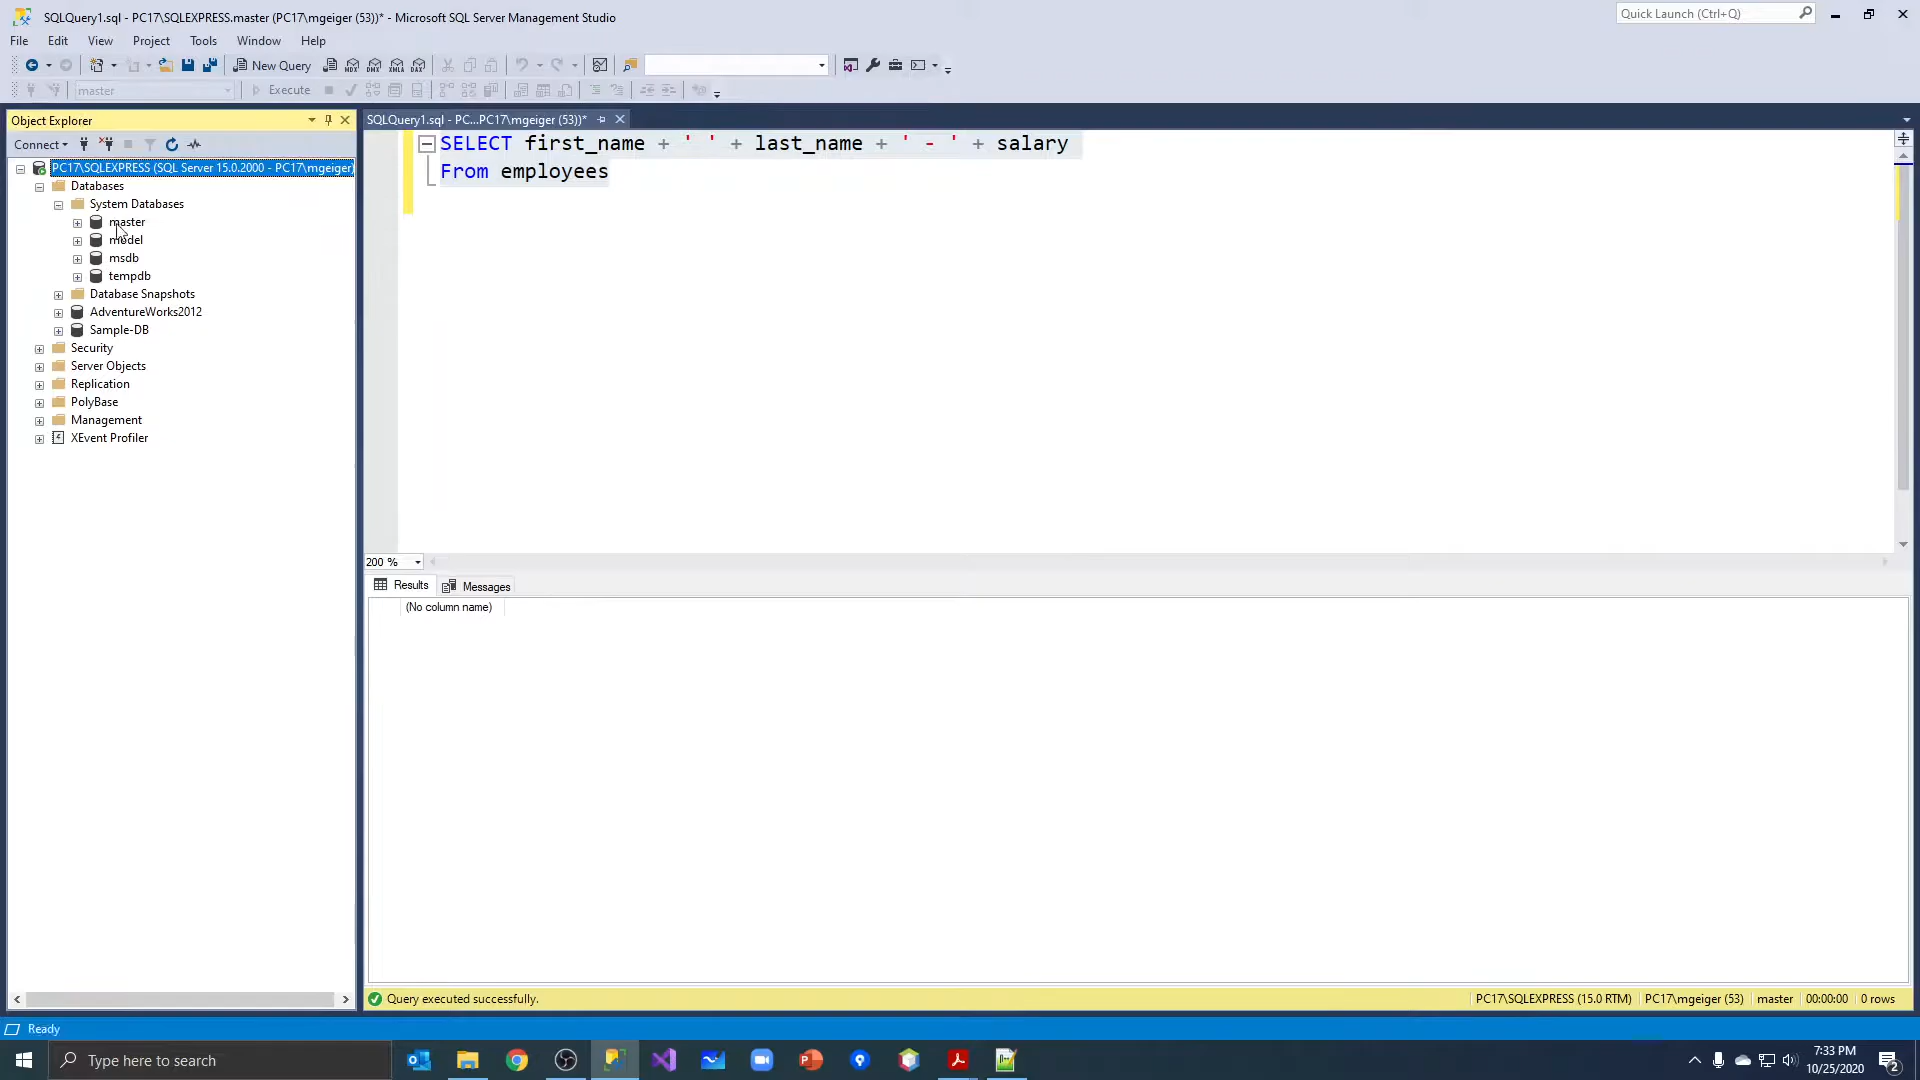 SQLQuery1.sql - PC17\SQLEXPRESS.master (PC17\mgeiger (53))* - Microsoft SQL Server Management Studio
Quick Launch (Ctrl+Q)
File Edit View Project Tools Window Help
New Query
MDX DMX XMLA DAX
master
Execute
Object Explorer
SQLQuery1.sql - PC...PC17\mgeiger (53))*
Connect
PC17\SQLEXPRESS (SQL Server 15.0.2000 - PC17\mgeiger)
Databases
System Databases
master
model
msdb
tempdb
Database Snapshots
AdventureWorks2012
Sample-DB
Security
Server Objects
Replication
PolyBase
Management
XEvent Profiler
SELECT first_name + ' ' + last_name + ' - ' + salary
From employees
200 %
Results Messages
(No column name)
Query executed successfully.
PC17\SQLEXPRESS (15.0 RTM) PC17\mgeiger (53) master 00:00:00 0 rows
Ready
Type here to search
7:33 PM
10/25/2020
2